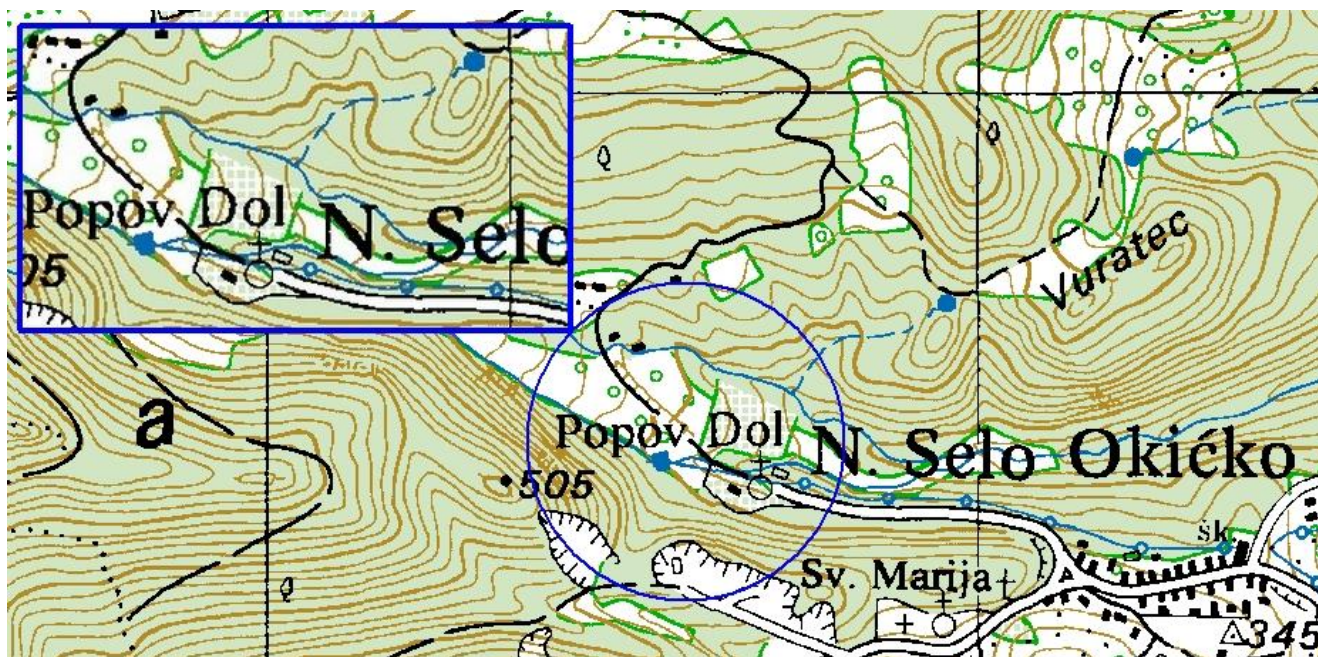 Popov Dol
N. Selo
05
Vuratec
a
Popov Dol
N. Selo Okićko
505
šk
Sv. Marija
345